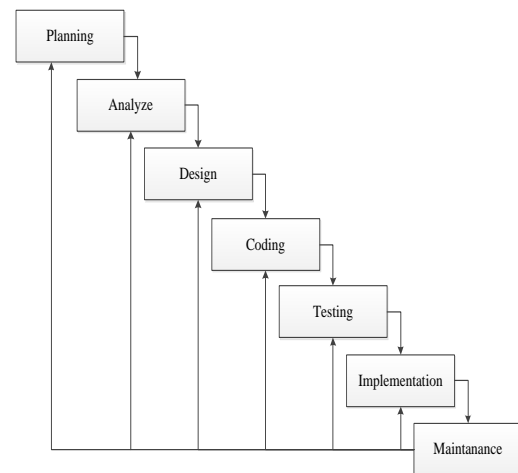 Planning
Analyze
Design
Coding
Testing
Implementation
Maintanance